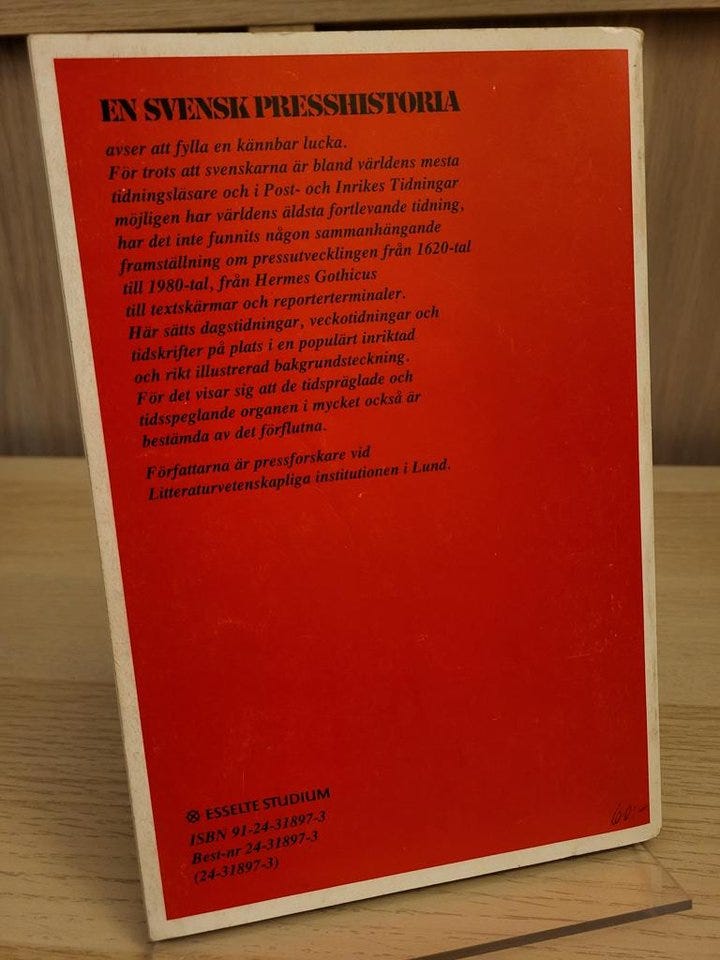 EN SVENSK PRESSHISTORIA
avser att fylla en kännbar lucka.
För trots att svenskarna är bland världens mesta
tidningsläsare och i Post- och Inrikes Tidningar
möjligen har världens äldsta fortlevande tidning,
har det inte funnits någon sammanhängande
framställning om pressutvecklingen från 1620-tal
till 1980-tal, från Hermes Gothicus
till textskärmar och reporterterminaler.
Här sätts dagstidningar, veckotidningar och
tidskrifter på plats i en populärt inriktad
och rikt illustrerad bakgrundsteckning.
För det visar sig att de tidspräglade och
tidsspeglande organen i mycket också är
bestämda av det förflutna.
Författarna är pressforskare vid
Litteraturvetenskapliga institutionen i Lund.
ESSELTE STUDIUM
ISBN 91-24-31897-3
Best-nr 24-31897-3
(24-31897-3)
60:-